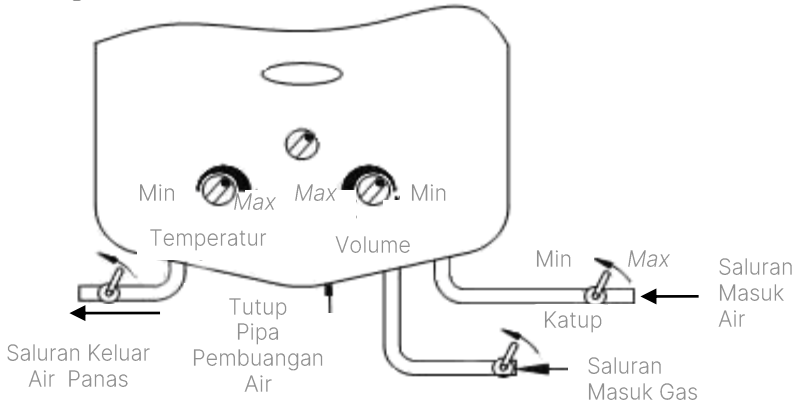 Min
Max
Max
Min
Temperatur
Volume
Min
Max
Saluran
Masuk
Air
Katup
Tutup
Pipa
Pembuangan
Air
Saluran Keluar
Air Panas
Saluran
Masuk Gas